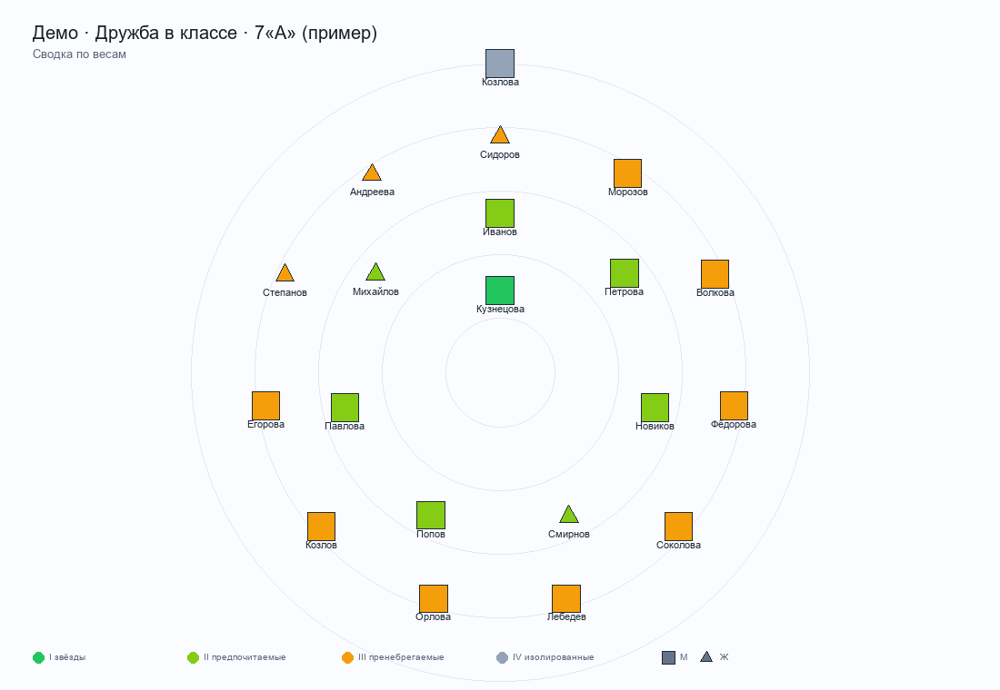 Демо · Дружба в классе · 7«А» (пример)
Сводка по весам
Козлова
Сидоров
Андреева
Морозов
Иванов
Степанов
Михайлов
Петрова
Волкова
Кузнецова
Егорова
Павлова
Новиков
Фёдорова
Козлов
Попов
Смирнов
Соколова
Орлова
Лебедев
I звёзды
II предпочитаемые
III пренебрегаемые
IV изолированные
М
Ж